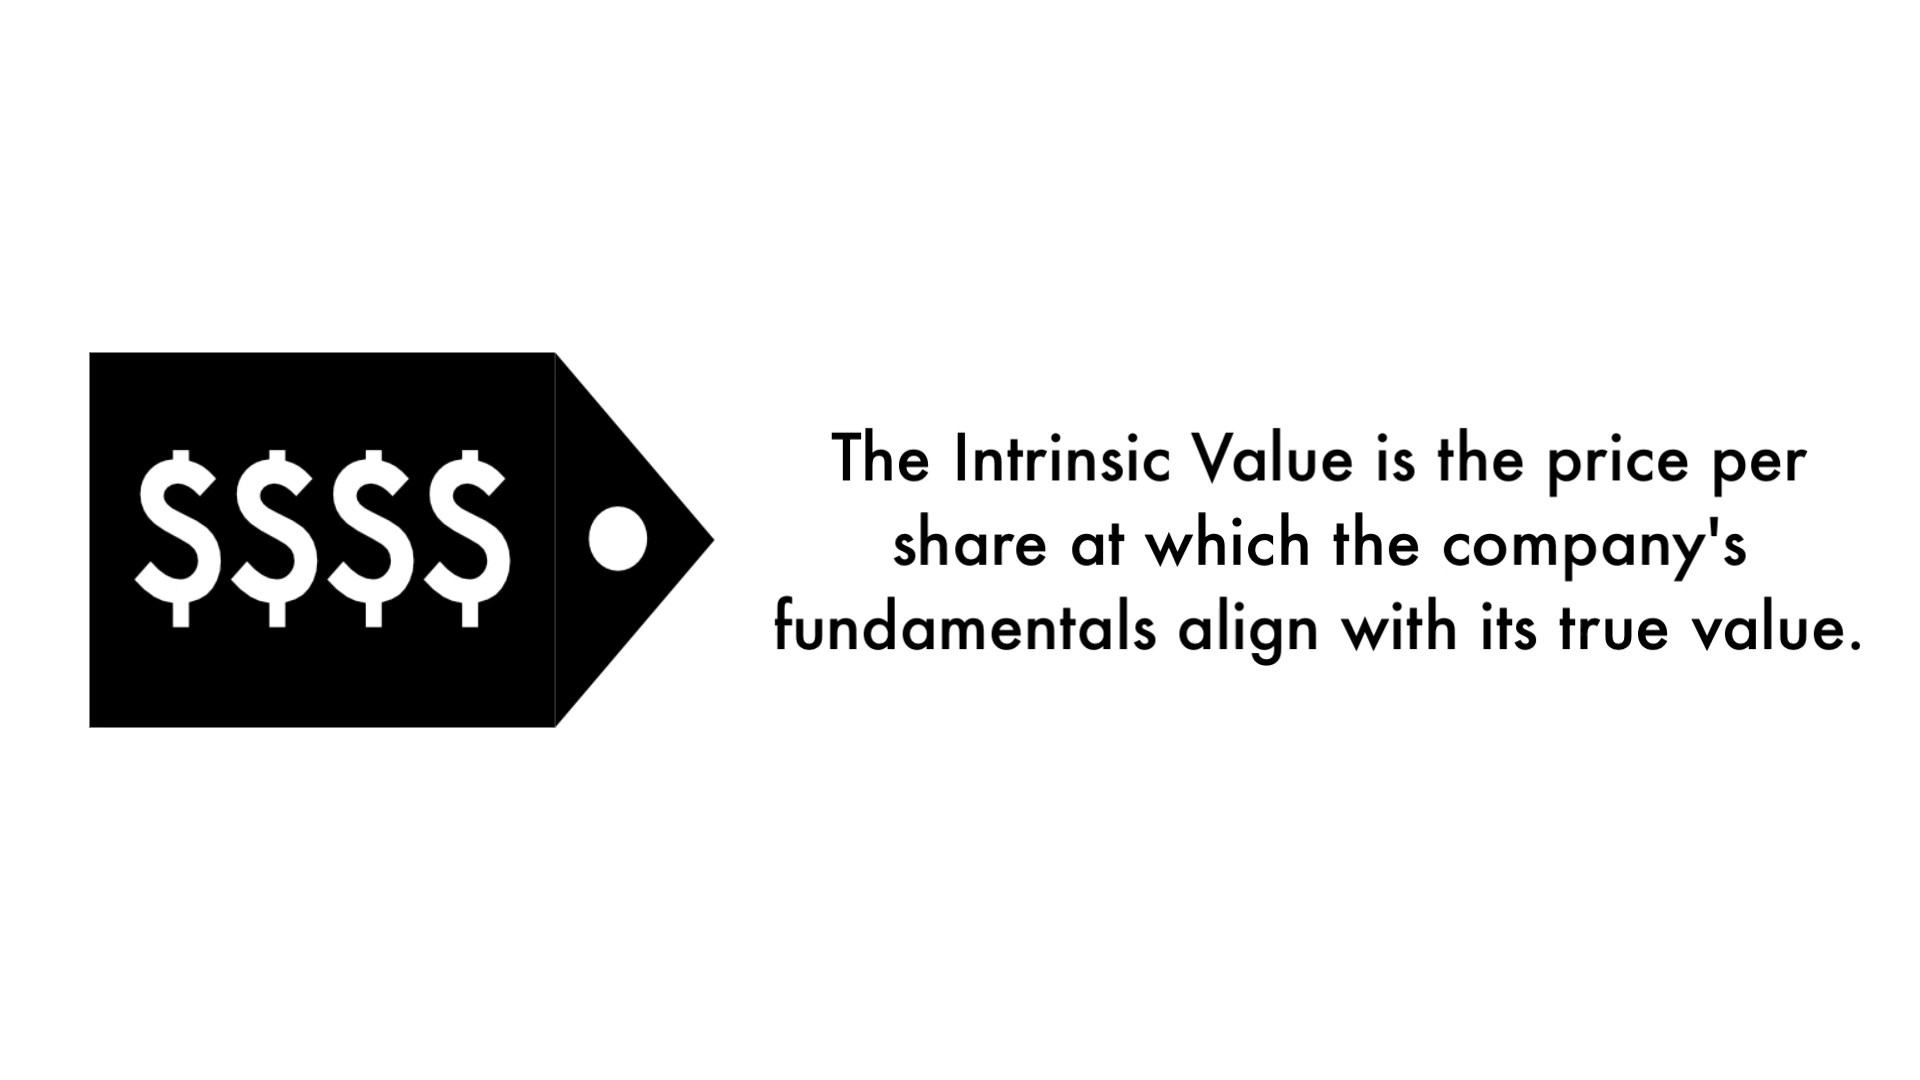 $$$$
The Intrinsic Value is the price per
share at which the company's
fundamentals align with its true value.